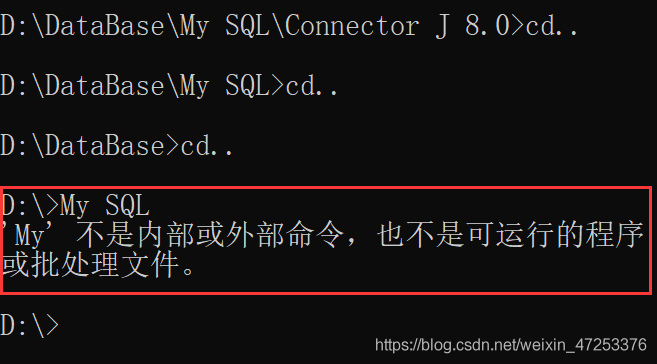 D:\DataBase\My SQL\Connector J 8.0>cd..
D:\DataBase\My SQL>cd..
D:\DataBase>cd..
D:\>My SQL
'My' 不是内部或外部命令，也不是可运行的程序
或批处理文件。
D:\>
https://blog.csdn.net/weixin_47253376